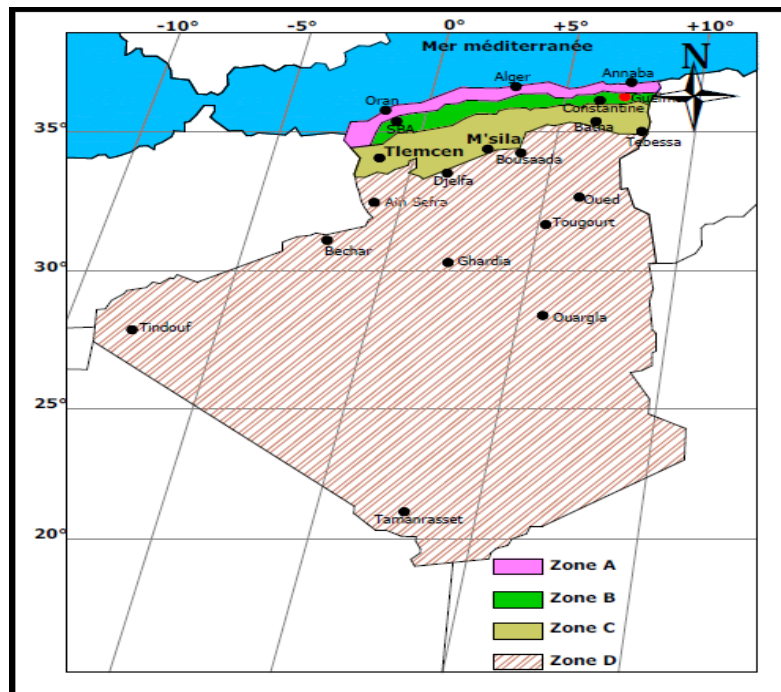 -10° -5° 0° +5° +10°
Mer méditerranée
N
Alger Annaba
Oran Constantine Guelma
35° SBA Batna
Tlemcen M'sila Tebessa
Bousaada
Djelfa
Ain Sefra Oued
Tougourt
Bechar
30° Ghardia
Tindouf Ouargla
25°
Tamanrasset
20°
Zone A
Zone B
Zone C
Zone D